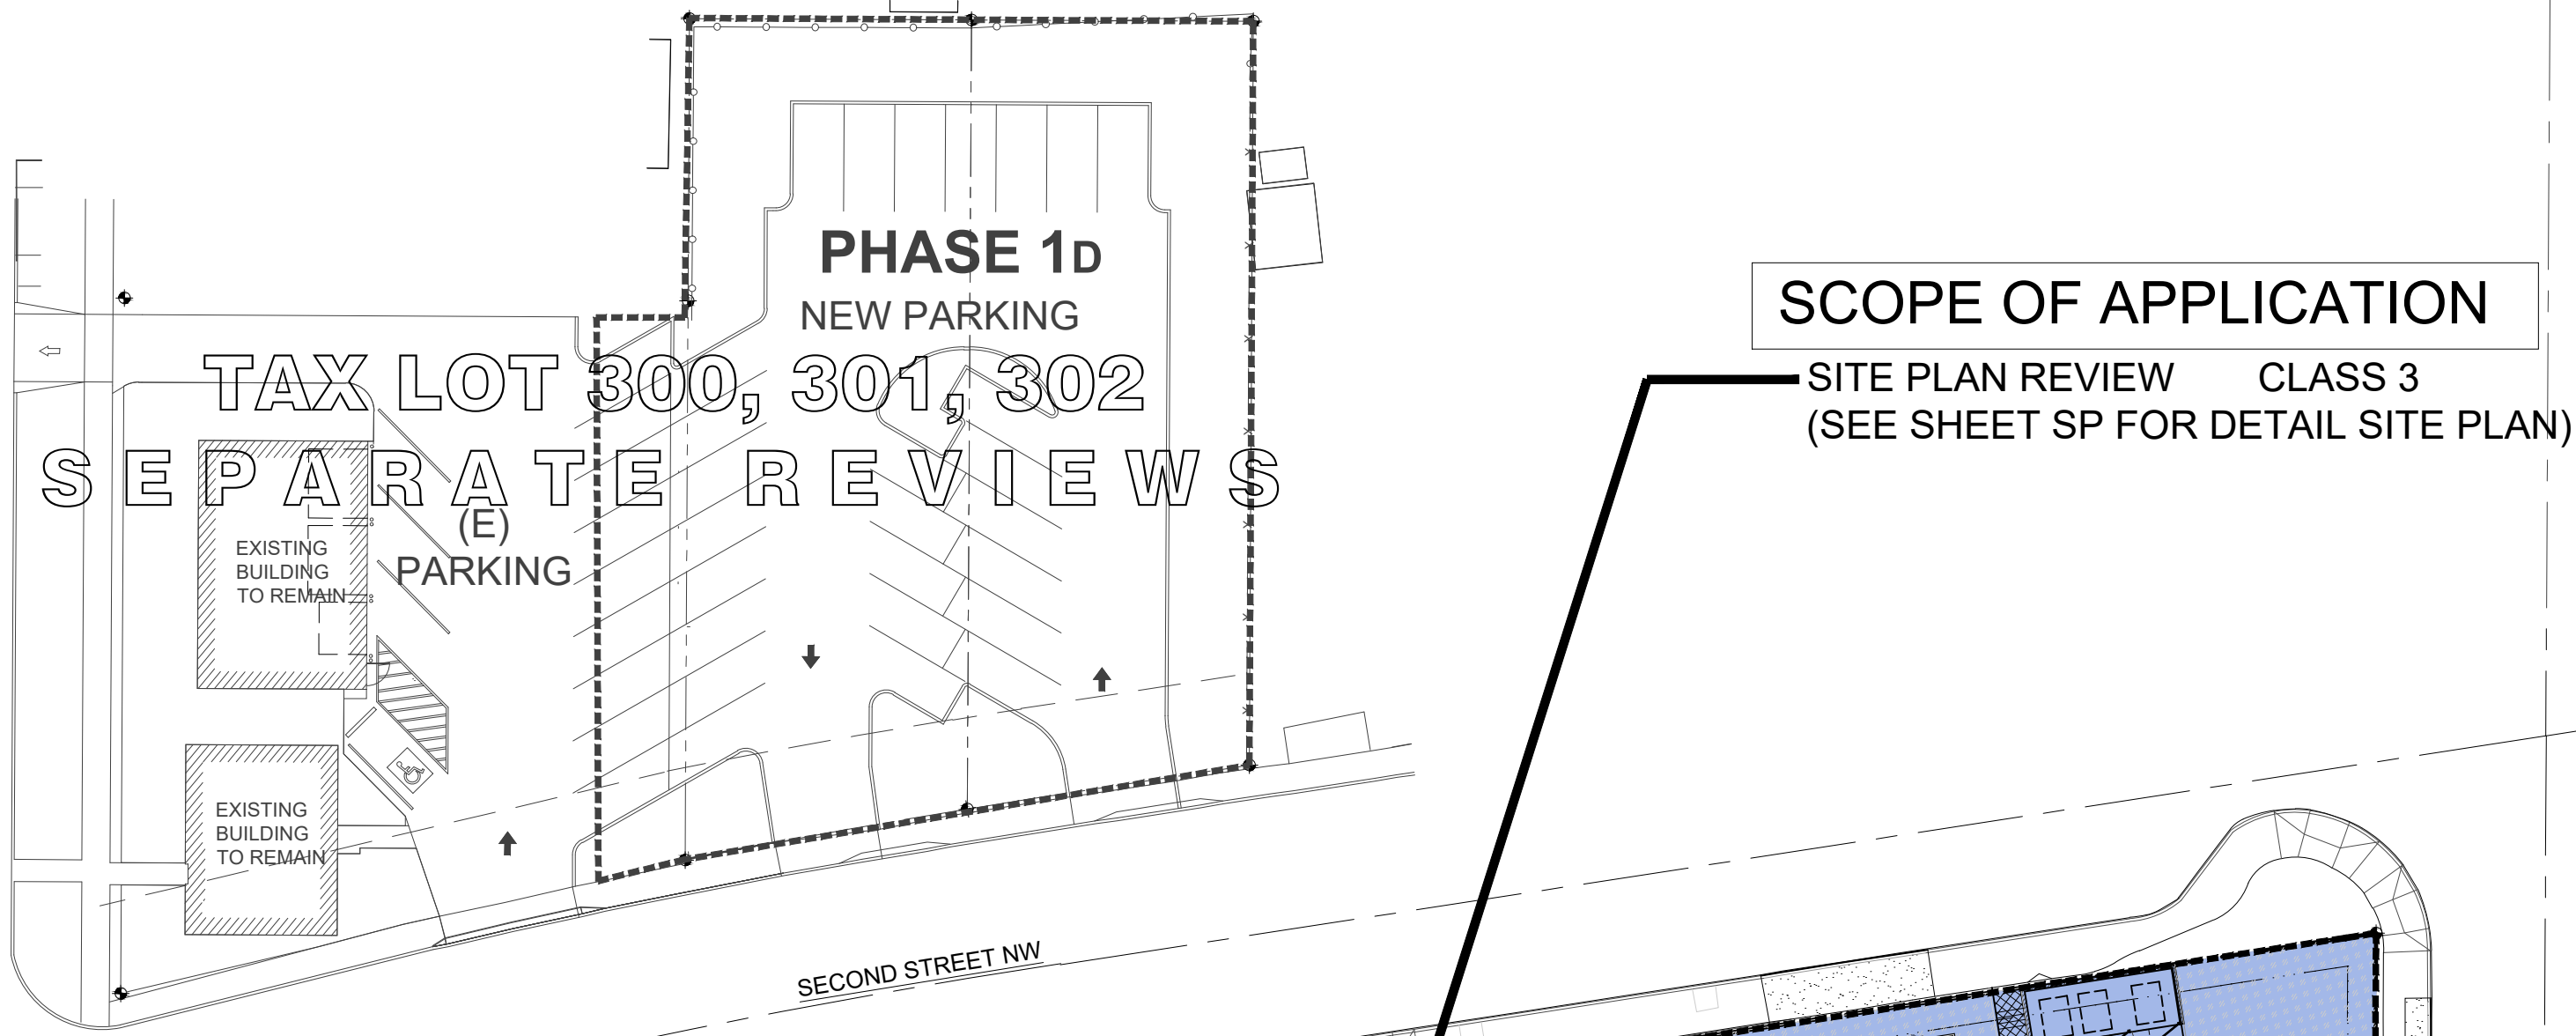 PHASE 1D
NEW PARKING
SCOPE OF APPLICATION
SITE PLAN REVIEW CLASS 3
(SEE SHEET SP FOR DETAIL SITE PLAN)
TAX LOT 300, 301, 302
SEPARATE REVIEWS
(E)
PARKING
EXISTING
BUILDING
TO REMAIN
EXISTING
BUILDING
TO REMAIN
SECOND STREET NW